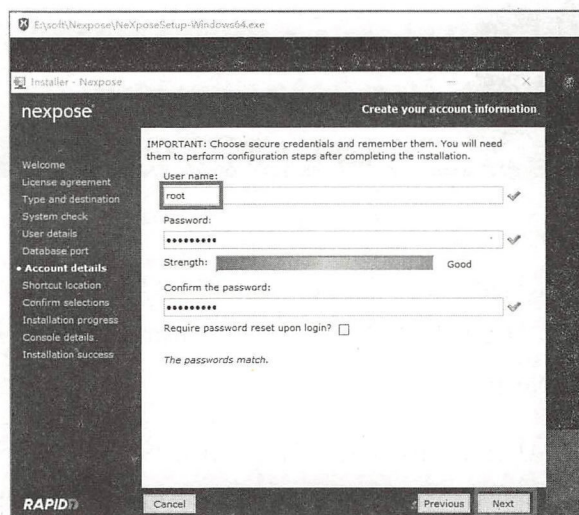 E:\soft\Nexpose\NeXposeSetup-Windows64.exe
Installer - Nexpose
nexpose
Create your account information
Welcome
License agreement
Type and destination
System check
User details
Database port
• Account details
Shortcut location
Confirm selections
Installation progress
Console details
Installation success
IMPORTANT: Choose secure credentials and remember them. You will need
them to perform configuration steps after completing the installation.
User name:
root
Password:
•••••••••
Strength: Good
Confirm the password:
•••••••••
Require password reset upon login?
The passwords match.
RAPID7
Cancel
Previous
Next